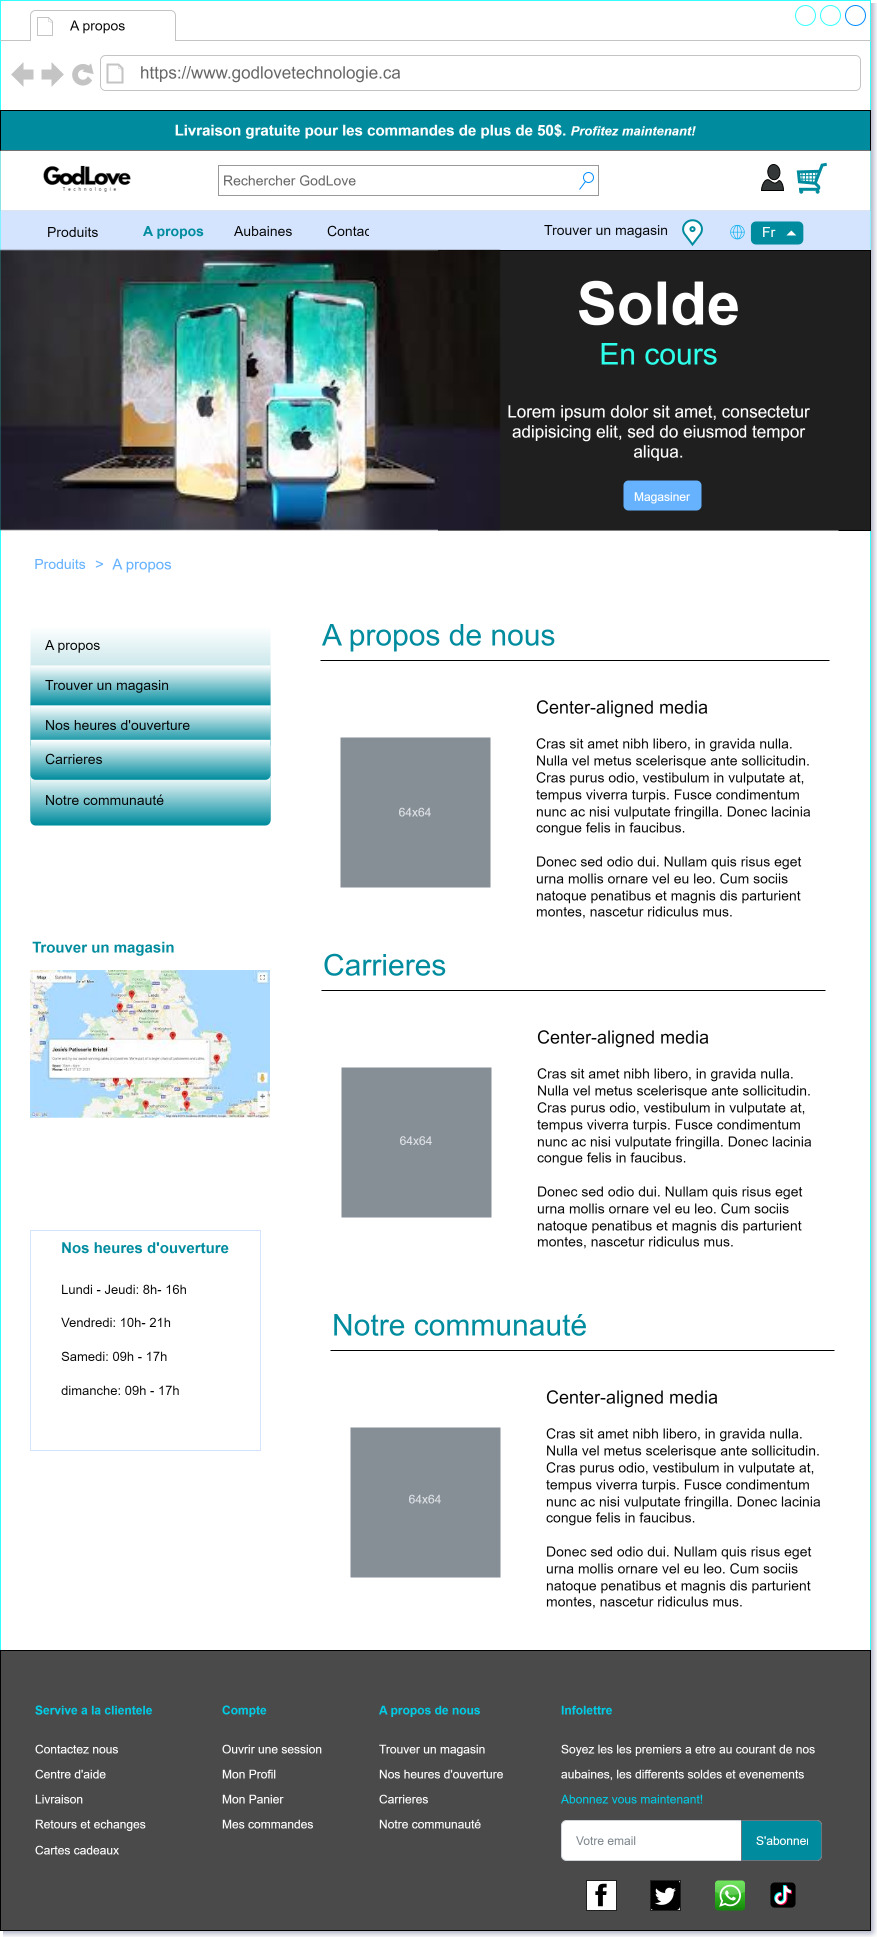 A propos
https://www.godlovetechnologie.ca
Livraison gratuite pour les commandes de plus de 50$. Profitez maintenant!
GodLove
Technologie
Rechercher GodLove
Produits
A propos
Aubaines
Contac
Trouver un magasin
Fr
Solde
En cours
Lorem ipsum dolor sit amet, consectetur
adipisicing elit, sed do eiusmod tempor
aliqua.
Magasiner
Produits > A propos
A propos
Trouver un magasin
Nos heures d'ouverture
Carrieres
Notre communauté
Trouver un magasin
Map Satellite
Josie's Patisserie Bristol
Nos heures d'ouverture
Lundi - Jeudi: 8h- 16h
Vendredi: 10h- 21h
Samedi: 09h - 17h
dimanche: 09h - 17h
A propos de nous
64x64
Center-aligned media
Cras sit amet nibh libero, in gravida nulla.
Nulla vel metus scelerisque ante sollicitudin.
Cras purus odio, vestibulum in vulputate at,
tempus viverra turpis. Fusce condimentum
nunc ac nisi vulputate fringilla. Donec lacinia
congue felis in faucibus.
Donec sed odio dui. Nullam quis risus eget
urna mollis ornare vel eu leo. Cum sociis
natoque penatibus et magnis dis parturient
montes, nascetur ridiculus mus.
Carrieres
64x64
Center-aligned media
Cras sit amet nibh libero, in gravida nulla.
Nulla vel metus scelerisque ante sollicitudin.
Cras purus odio, vestibulum in vulputate at,
tempus viverra turpis. Fusce condimentum
nunc ac nisi vulputate fringilla. Donec lacinia
congue felis in faucibus.
Donec sed odio dui. Nullam quis risus eget
urna mollis ornare vel eu leo. Cum sociis
natoque penatibus et magnis dis parturient
montes, nascetur ridiculus mus.
Notre communauté
64x64
Center-aligned media
Cras sit amet nibh libero, in gravida nulla.
Nulla vel metus scelerisque ante sollicitudin.
Cras purus odio, vestibulum in vulputate at,
tempus viverra turpis. Fusce condimentum
nunc ac nisi vulputate fringilla. Donec lacinia
congue felis in faucibus.
Donec sed odio dui. Nullam quis risus eget
urna mollis ornare vel eu leo. Cum sociis
natoque penatibus et magnis dis parturient
montes, nascetur ridiculus mus.
Servive a la clientele
Contactez nous
Centre d'aide
Livraison
Retours et echanges
Cartes cadeaux
Compte
Ouvrir une session
Mon Profil
Mon Panier
Mes commandes
A propos de nous
Trouver un magasin
Nos heures d'ouverture
Carrieres
Notre communauté
Infolettre
Soyez les les premiers a etre au courant de nos
aubaines, les differents soldes et evenements
Abonnez vous maintenant!
Votre email
S'abonner